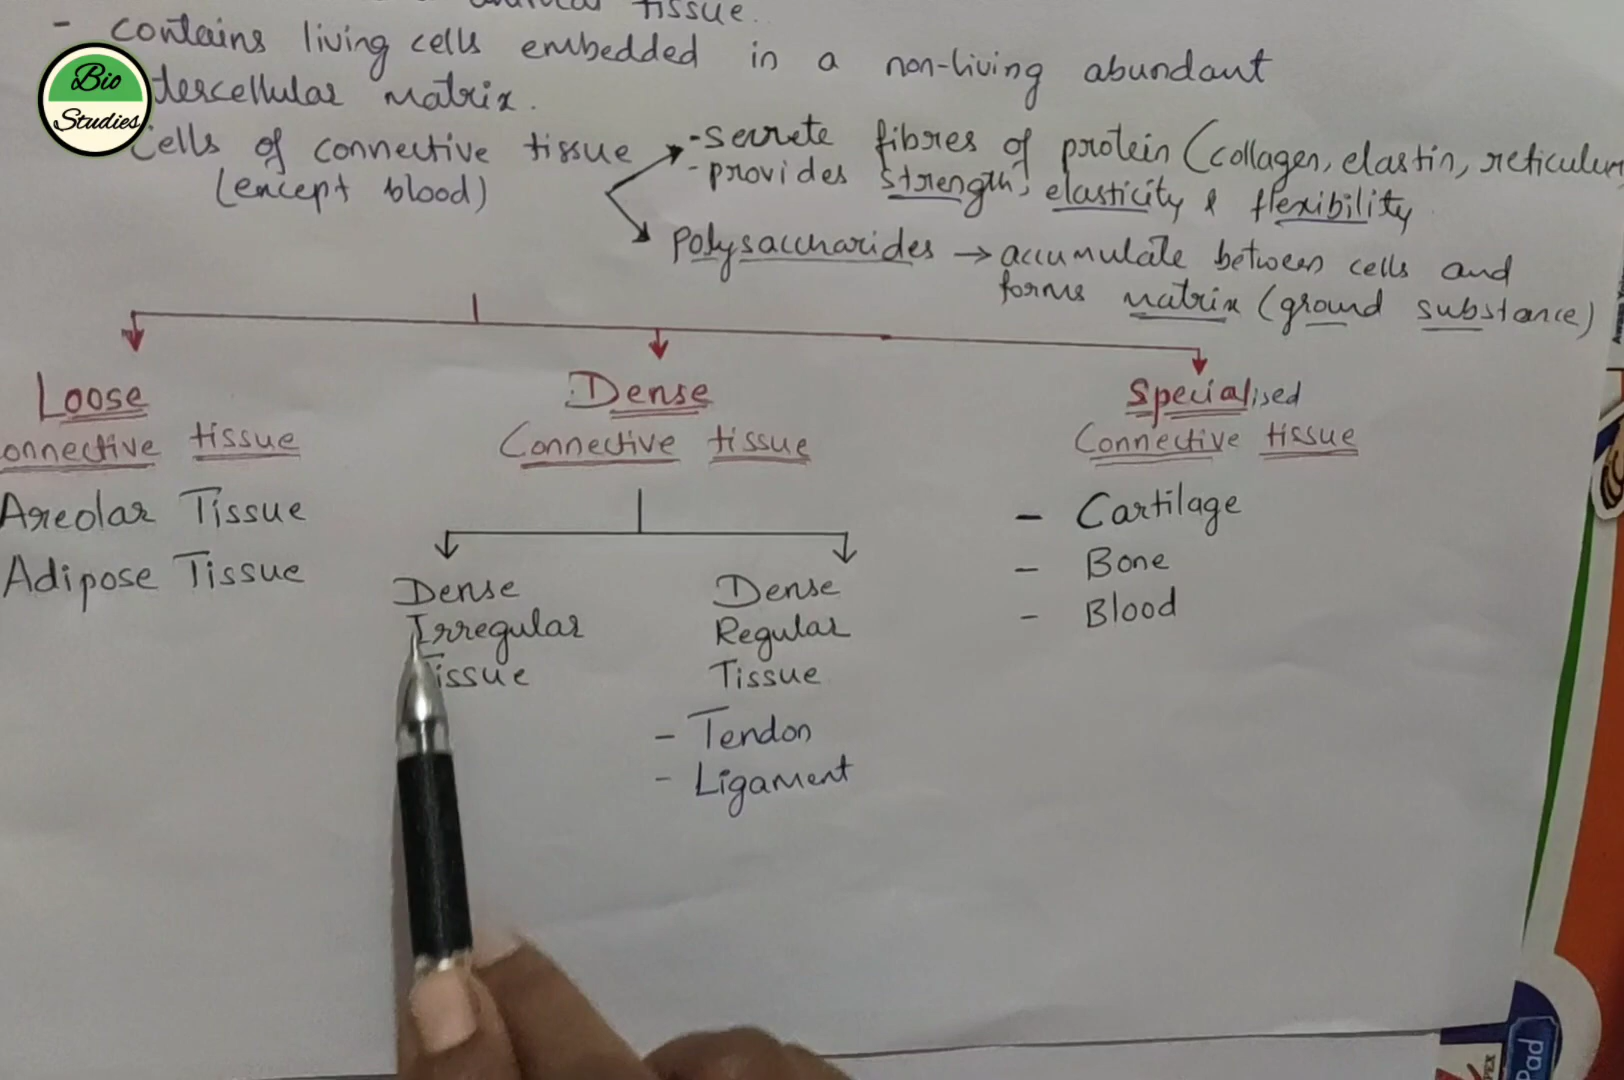 tissue.
- contains living cells embedded in a non-living abundant
Bio
Studies
tercellular matrix.
Cells of connective tissue
(except blood)
- secrete fibres of protein (collagen, elastin, reticulum
- provides strength, elasticity & flexibility
Polysaccharides → accumulate between cells and
forms matrix (ground substance)
Loose
onnective tissue
Areolar Tissue
Adipose Tissue
Dense
Connective tissue
Dense
Irregular
Tissue
Dense
Regular
Tissue
- Tendon
- Ligament
Specialised
Connective tissue
- Cartilage
- Bone
- Blood
Pad